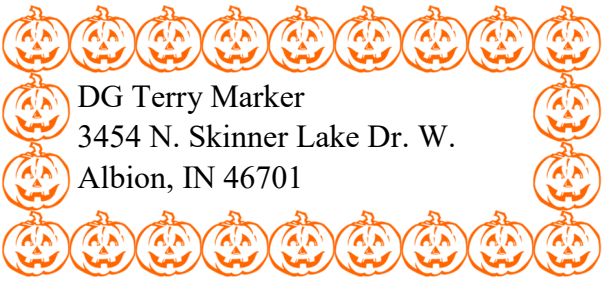 DG Terry Marker
3454 N. Skinner Lake Dr. W.
Albion, IN 46701